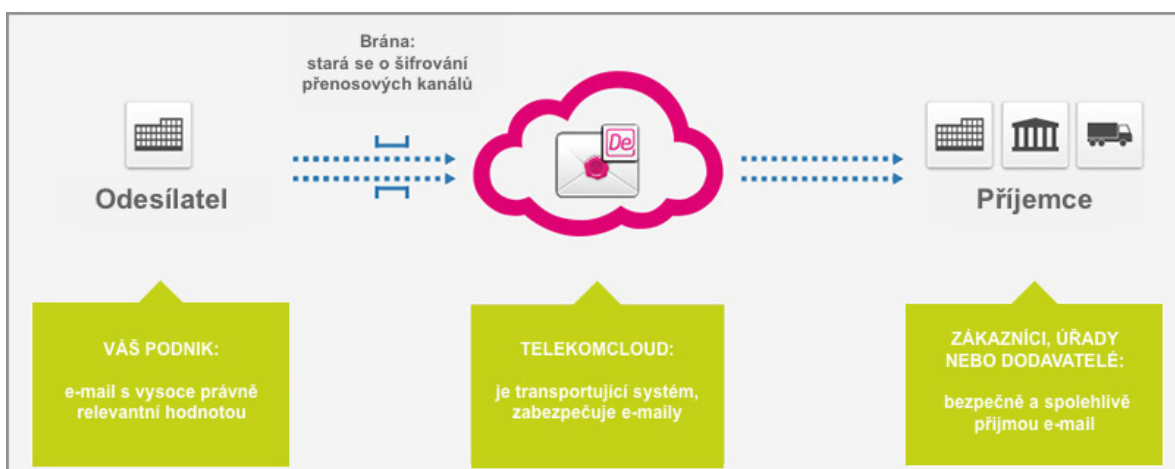 Brána:
stará se o šifrování
přenosových kanálů
De
Odesílatel
Příjemce
VÁŠ PODNIK:
e-mail s vysoce právně
relevantní hodnotou
TELEKOMCLOUD:
je transportující systém,
zabezpečuje e-maily
ZÁKAZNÍCI, ÚŘADY
NEBO DODAVATELÉ:
bezpečně a spolehlivě
přijmou e-mail